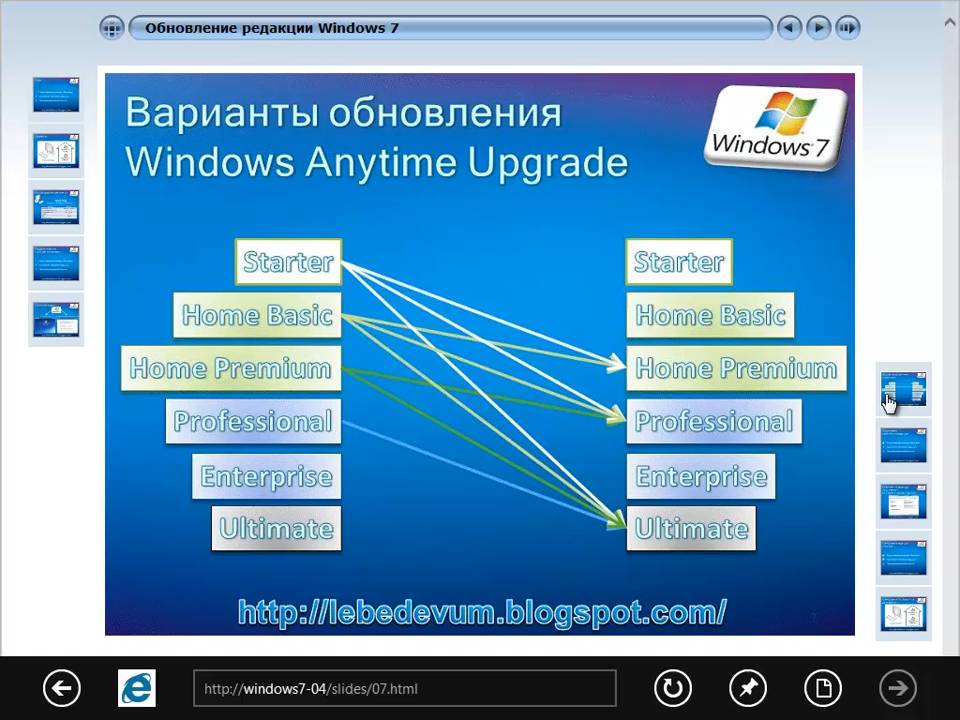 Обновление редакции Windows 7
Варианты обновления
Windows Anytime Upgrade
Windows 7
Starter
Starter
Home Basic
Home Basic
Home Premium
Home Premium
Professional
Professional
Enterprise
Enterprise
Ultimate
Ultimate
http://lebedevum.blogspot.com/
http://windows7-04/slides/07.html